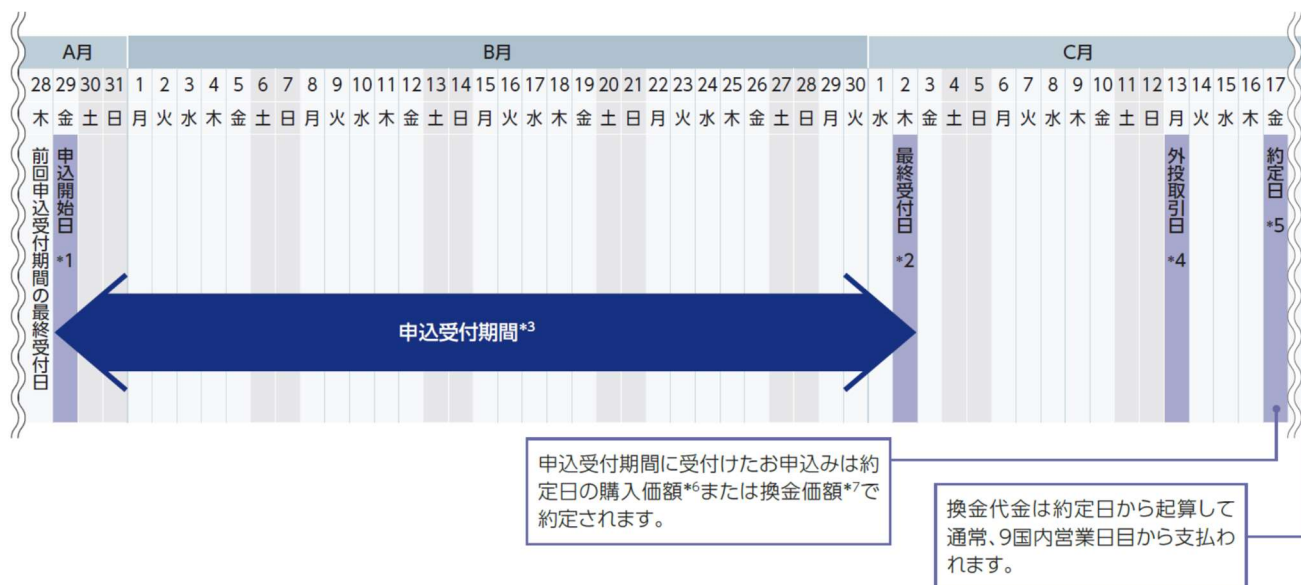 A月 B月 C月
28 29 30 31 1 2 3 4 5 6 7 8 9 10 11 12 13 14 15 16 17 18 19 20 21 22 23 24 25 26 27 28 29 30 1 2 3 4 5 6 7 8 9 10 11 12 13 14 15 16 17
木 金 土 日 月 火 水 木 金 土 日 月 火 水 木 金 土 日 月 火 水 木 金 土 日 月 火 水 木 金 土 日 月 火 水 木 金 土 日 月 火 水 木 金 土 日 月 火 水 木 金
前回申込受付期間の最終受付日
申込開始日 *1
最終受付日 *2
外投取引日 *4
約定日 *5
申込受付期間*3
申込受付期間に受付けたお申込みは約
定日の購入価額*6または換金価額*7で
約定されます。
換金代金は約定日から起算して
通常、9国内営業日目から支払わ
れます。